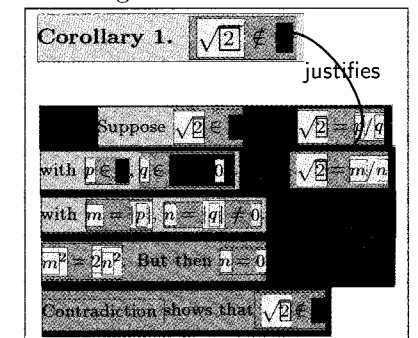 Corollary 1. √2 ∉
justifies
Suppose √2 ∈ √2 = p/q
with p ∈ , q ∈ 0 √2 = m/n
with m = |p|, n = |q| ≠ 0
m² = 2n² But then n = 0
Contradiction shows that √2 ∉